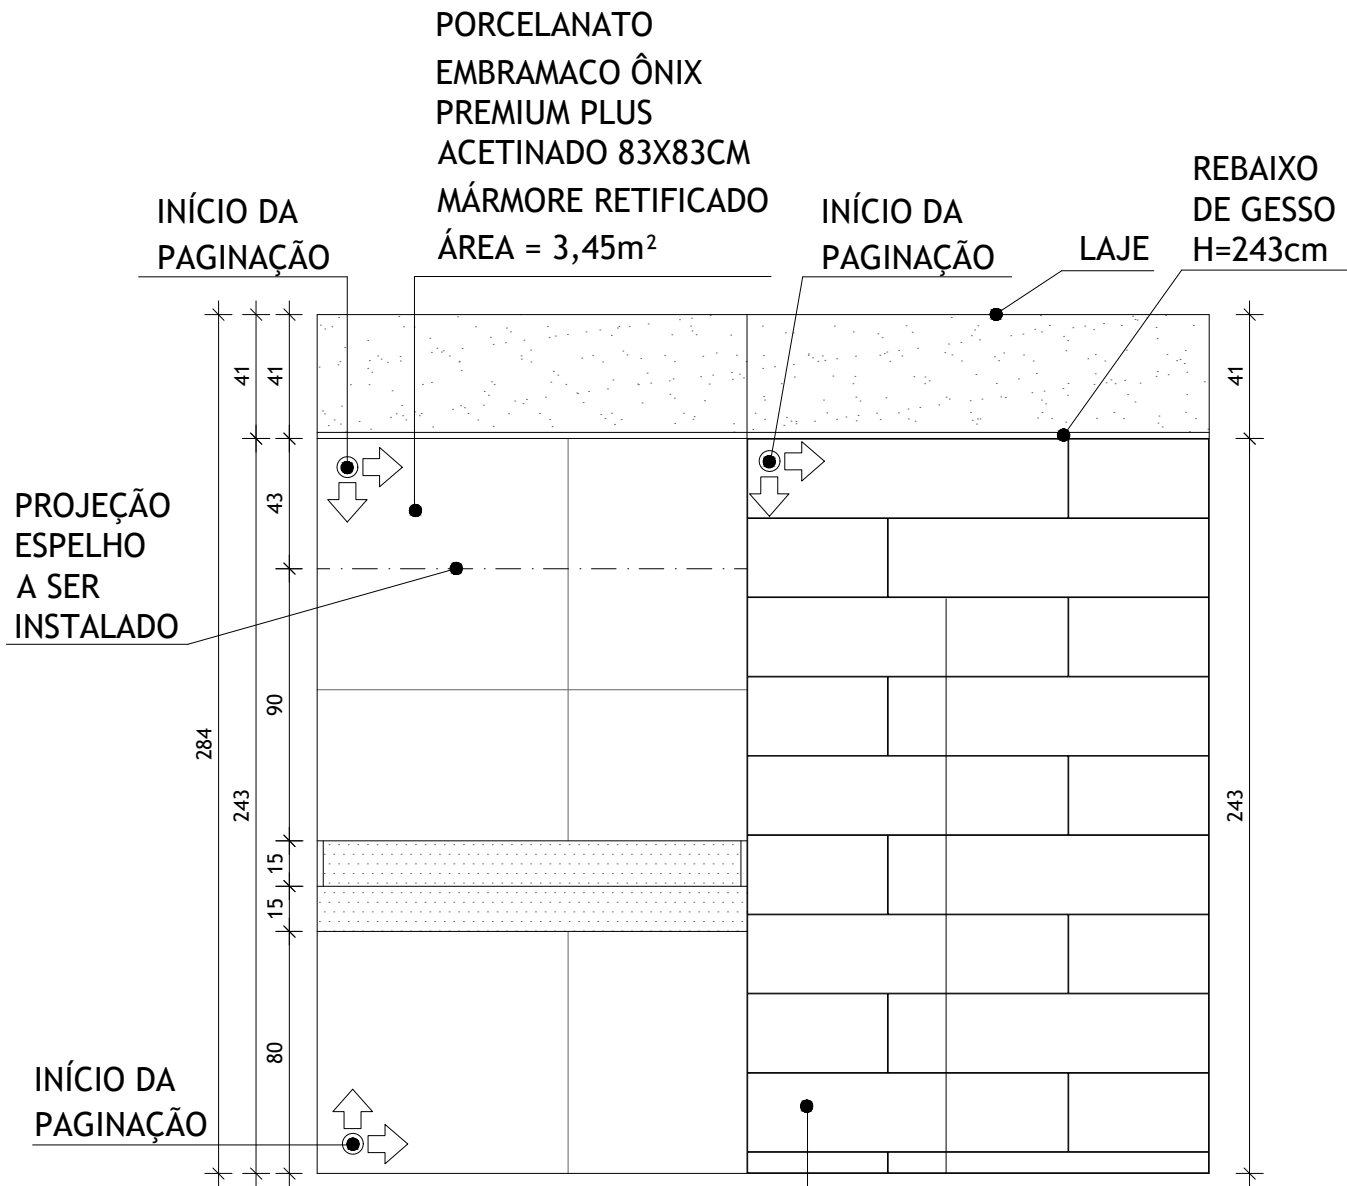 PORCELANATO
EMBRAMACO ÔNIX
PREMIUM PLUS
ACETINADO 83X83CM
MÁRMORE RETIFICADO
ÁREA = 3,45m²
INÍCIO DA
PAGINAÇÃO
INÍCIO DA
PAGINAÇÃO
LAJE
REBAIXO
DE GESSO
H=243cm
41
41
41
43
PROJEÇÃO
ESPELHO
A SER
INSTALADO
90
284
243
243
15
15
80
INÍCIO DA
PAGINAÇÃO